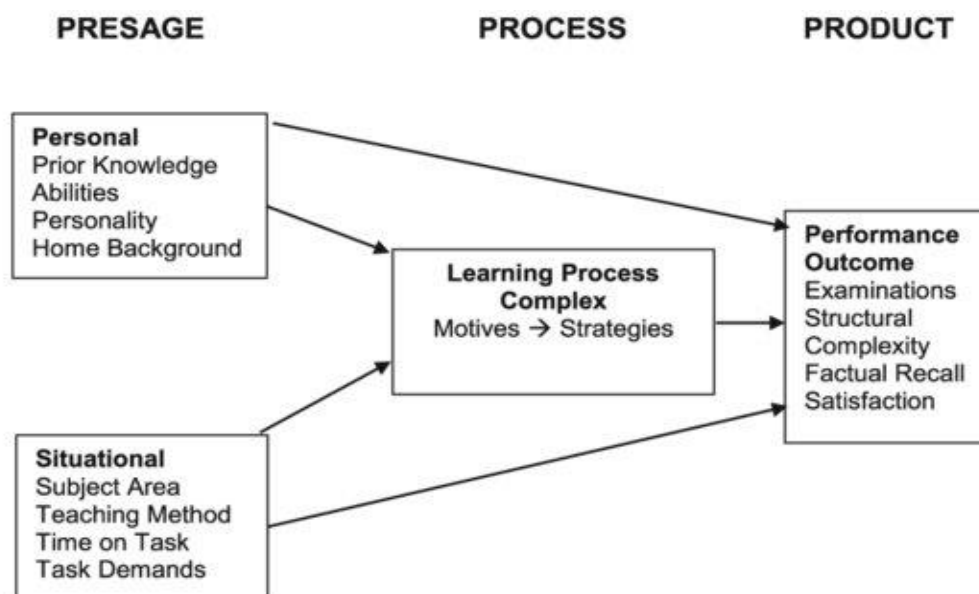 PRESAGE PROCESS PRODUCT
Personal
Prior Knowledge
Abilities
Personality
Home Background
Learning Process
Complex
Motives → Strategies
Performance
Outcome
Examinations
Structural
Complexity
Factual Recall
Satisfaction
Situational
Subject Area
Teaching Method
Time on Task
Task Demands